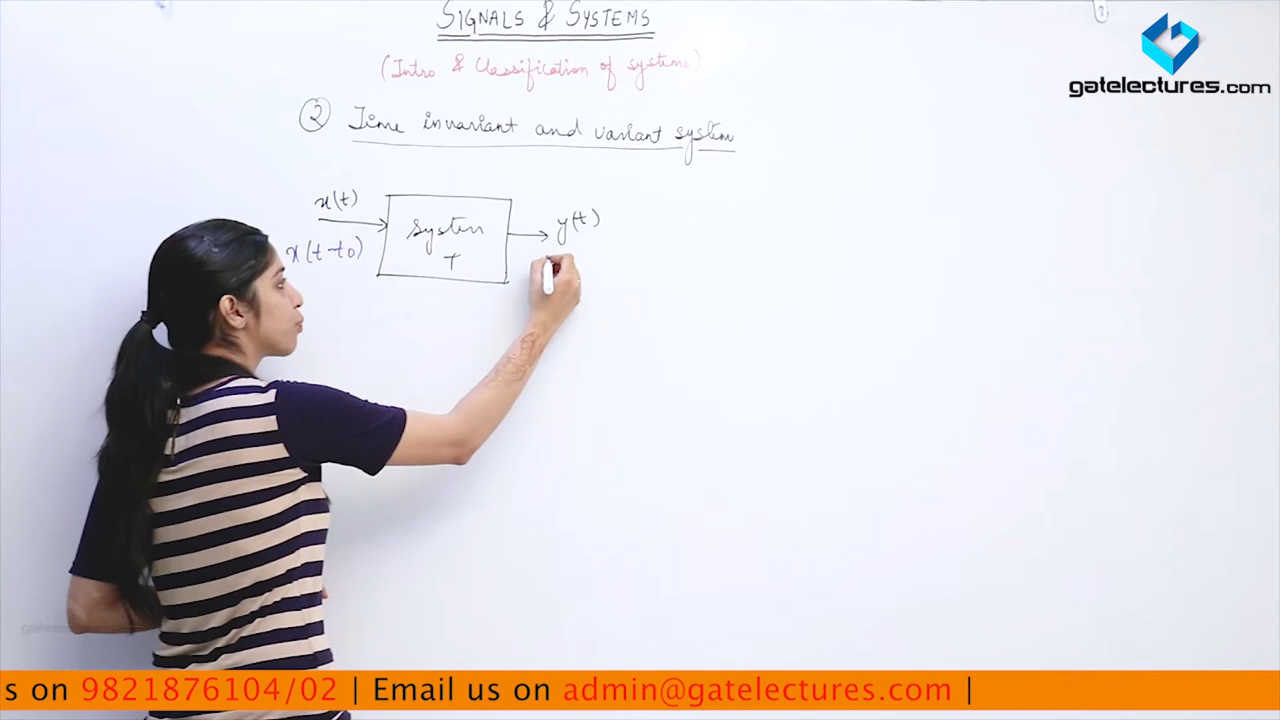 SIGNALS & SYSTEMS
(Intro. & Classification of systems)
gatelectures.com
② Time invariant and variant system
x(t)
System
y(t)
x(t-t0)
T
s on 9821876104/02 | Email us on admin@gatelectures.com |